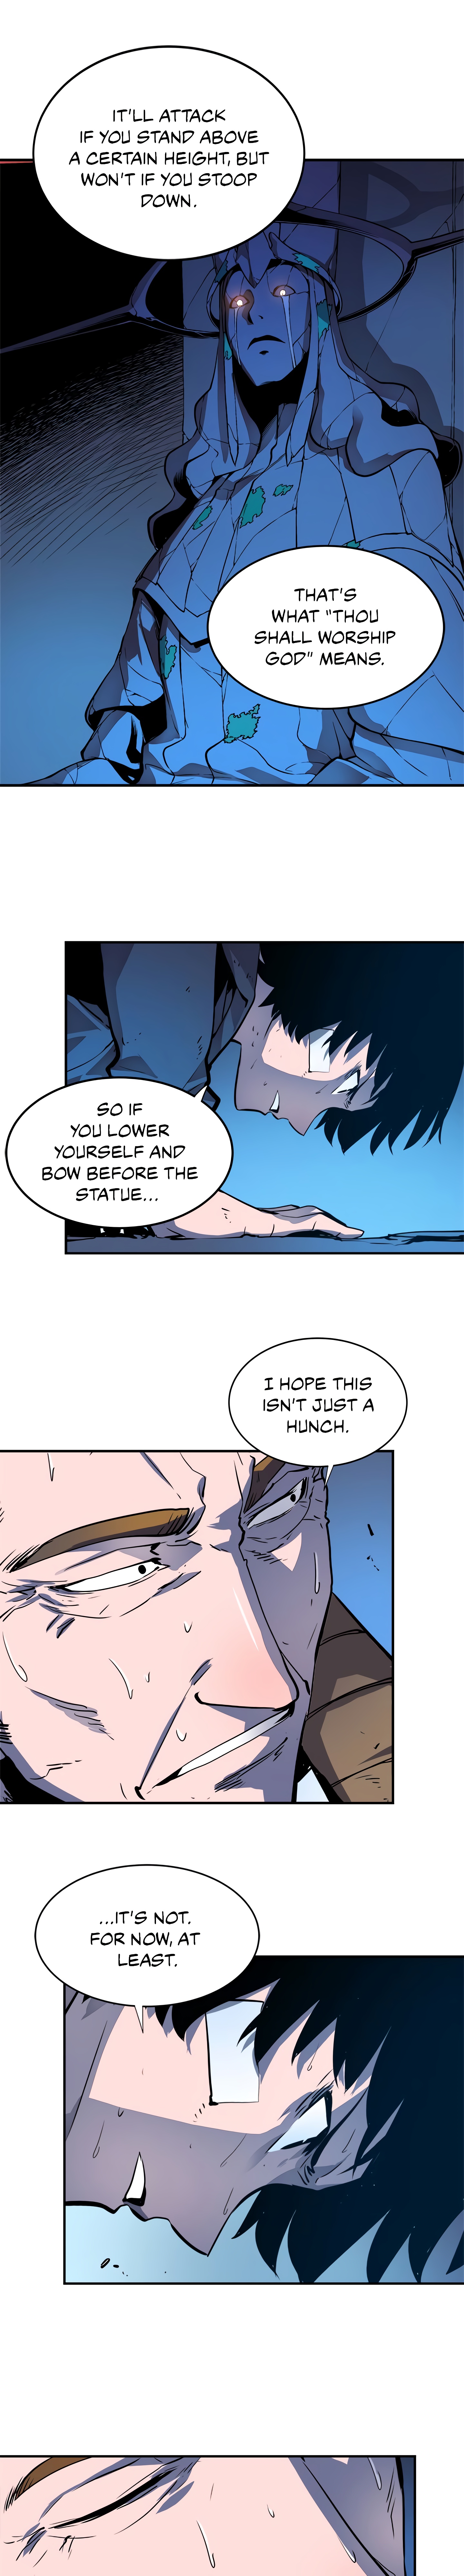 IT'LL ATTACK
IF YOU STAND ABOVE
A CERTAIN HEIGHT, BUT
WON'T IF YOU STOOP
DOWN.
THAT'S
WHAT "THOU
SHALL WORSHIP
GOD" MEANS.
SO IF
YOU LOWER
YOURSELF AND
BOW BEFORE THE
STATUE...
I HOPE THIS
ISN'T JUST A
HUNCH.
...IT'S NOT.
FOR NOW, AT
LEAST.